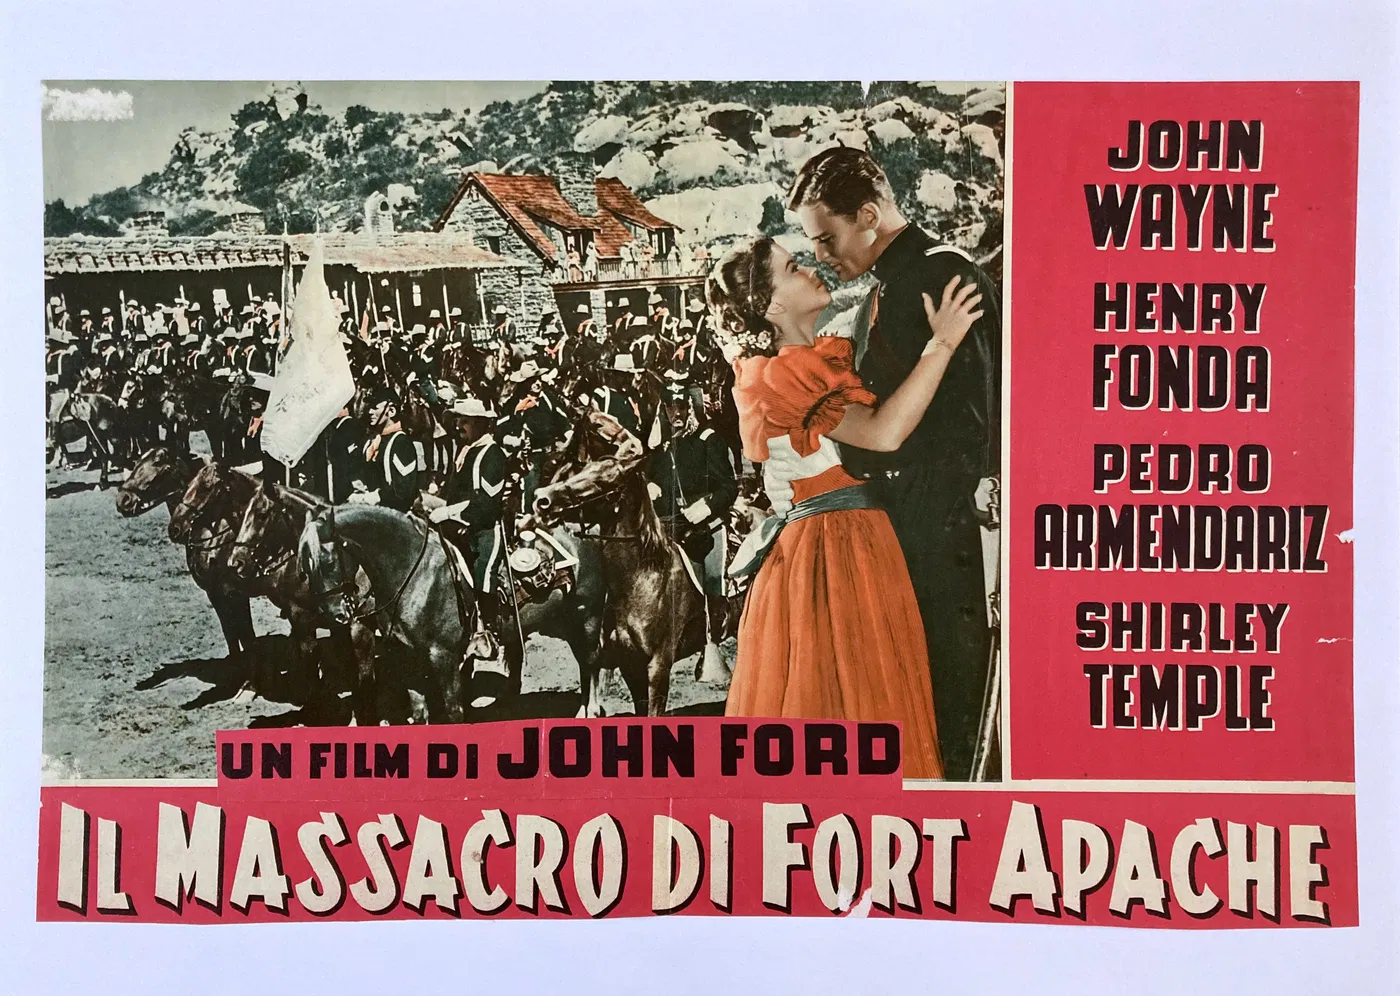 JOHN
WAYNE
HENRY
FONDA
PEDRO
ARMENDARIZ
SHIRLEY
TEMPLE
UN FILM DI JOHN FORD
IL MASSACRO DI FORT APACHE